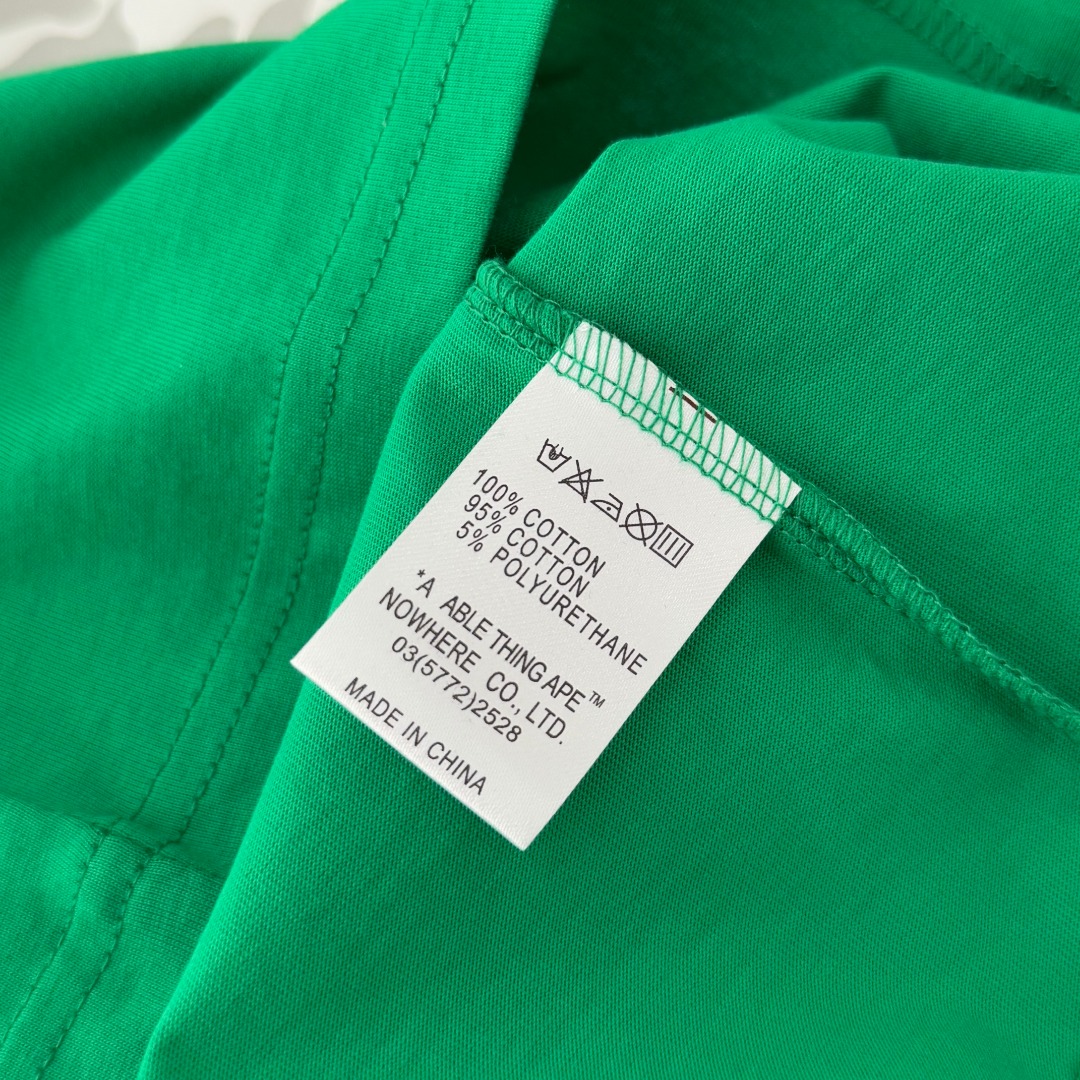 100% COTTON
95% COTTON
5% POLYURETHANE
*A ABLE THING APE™
NOWHERE CO., LTD.
03(5772)2528
MADE IN CHINA